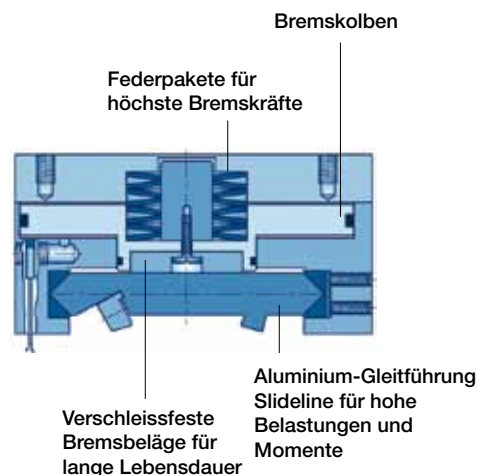 Bremskolben
Federpakete für
höchste Bremskräfte
Verschleissfeste
Bremsbeläge für
lange Lebensdauer
Aluminium-Gleitführung
Slideline für hohe
Belastungen und
Momente